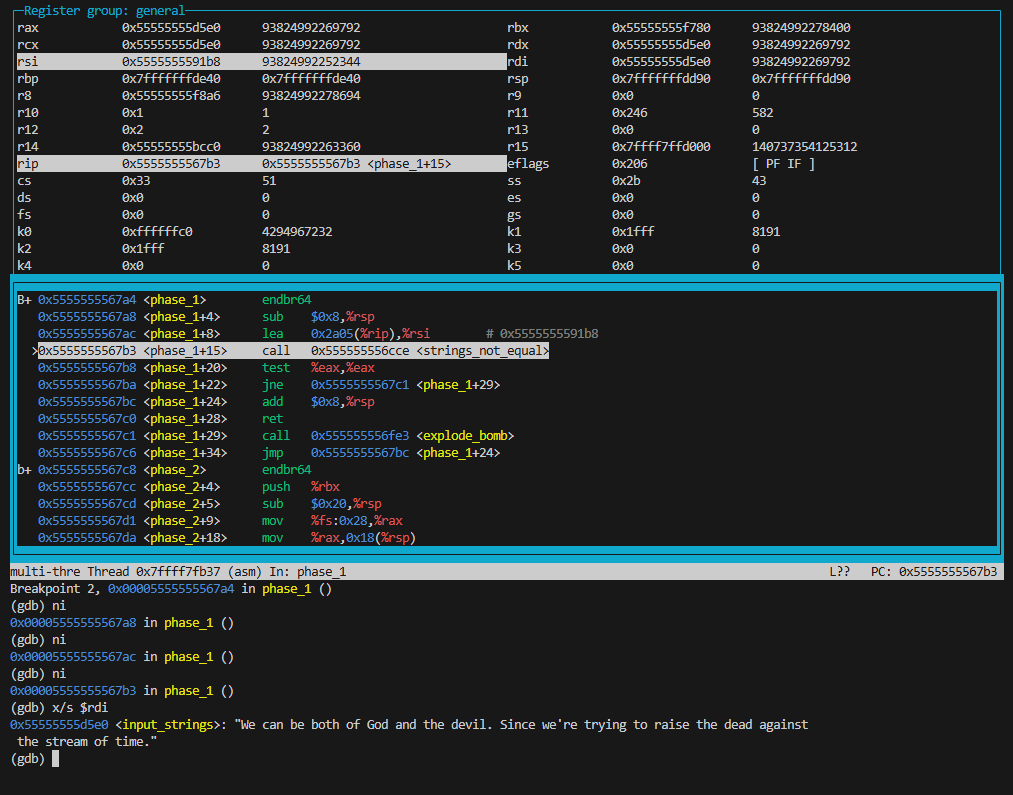 Register group: general
rax 0x55555555d5e0 93824992269792 rbx 0x55555555f780 93824992278400
rcx 0x55555555d5e0 93824992269792 rdx 0x55555555d5e0 93824992269792
rsi 0x5555555591b8 93824992252344 rdi 0x55555555d5e0 93824992269792
rbp 0x7fffffffde40 0x7fffffffde40 rsp 0x7fffffffdd90 0x7fffffffdd90
r8 0x55555555f8a6 93824992278694 r9 0x0 0
r10 0x1 1 r11 0x246 582
r12 0x2 2 r13 0x0 0
r14 0x55555555bcc0 93824992263360 r15 0x7ffff7ffd000 140737354125312
rip 0x5555555567b3 0x5555555567b3 <phase_1+15> eflags 0x206 [ PF IF ]
cs 0x33 51 ss 0x2b 43
ds 0x0 0 es 0x0 0
fs 0x0 0 gs 0x0 0
k0 0xffffffc0 4294967232 k1 0x1fff 8191
k2 0x1fff 8191 k3 0x0 0
k4 0x0 0 k5 0x0 0
B+ 0x5555555567a4 <phase_1> endbr64
0x5555555567a8 <phase_1+4> sub $0x8,%rsp
0x5555555567ac <phase_1+8> lea 0x2a05(%rip),%rsi # 0x5555555591b8
>0x5555555567b3 <phase_1+15> call 0x555555556cce <strings_not_equal>
0x5555555567b8 <phase_1+20> test %eax,%eax
0x5555555567ba <phase_1+22> jne 0x5555555567c1 <phase_1+29>
0x5555555567bc <phase_1+24> add $0x8,%rsp
0x5555555567c0 <phase_1+28> ret
0x5555555567c1 <phase_1+29> call 0x555555556fe3 <explode_bomb>
0x5555555567c6 <phase_1+34> jmp 0x5555555567bc <phase_1+24>
b+ 0x5555555567c8 <phase_2> endbr64
0x5555555567cc <phase_2+4> push %rbx
0x5555555567cd <phase_2+5> sub $0x20,%rsp
0x5555555567d1 <phase_2+9> mov %fs:0x28,%rax
0x5555555567da <phase_2+18> mov %rax,0x18(%rsp)
multi-thre Thread 0x7ffff7fb37 (asm) In: phase_1 L?? PC: 0x5555555567b3
Breakpoint 2, 0x00005555555567a4 in phase_1 ()
(gdb) ni
0x00005555555567a8 in phase_1 ()
(gdb) ni
0x00005555555567ac in phase_1 ()
(gdb) ni
0x00005555555567b3 in phase_1 ()
(gdb) x/s $rdi
0x55555555d5e0 <input_strings>: "We can be both of God and the devil. Since we're trying to raise the dead against
the stream of time."
(gdb)